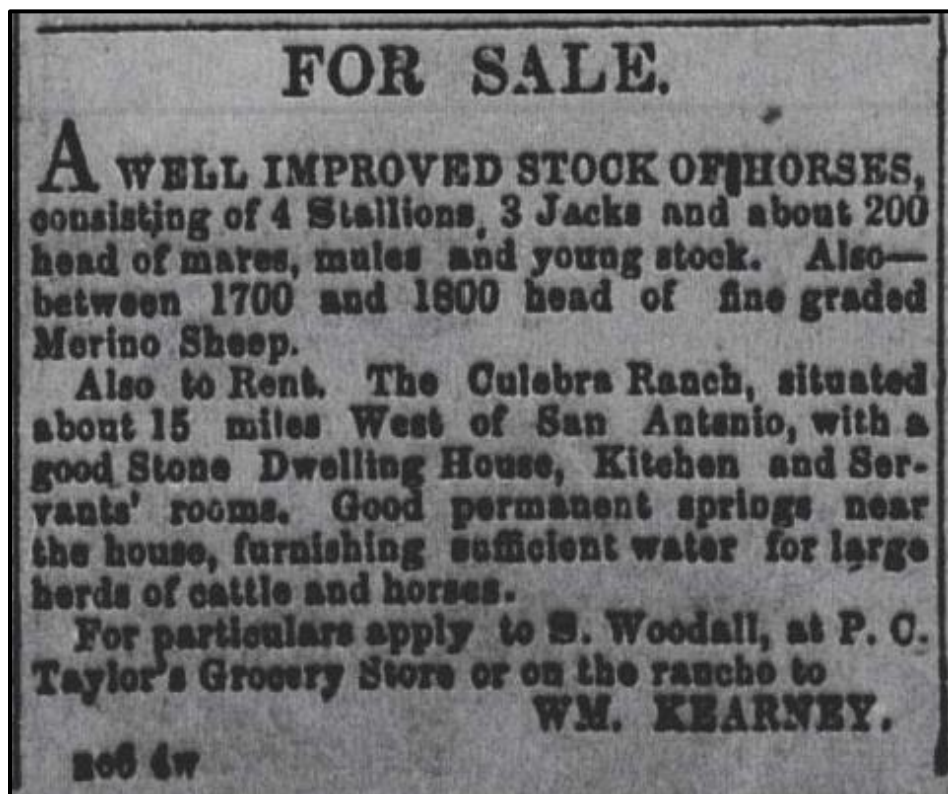 FOR SALE.
A WELL IMPROVED STOCK OF HORSES,
consisting of 4 Stallions, 3 Jacks and about 200
head of mares, mules and young stock. Also—
between 1700 and 1800 head of fine graded
Merino Sheep.
Also to Rent. The Culebra Ranch, situated
about 15 miles West of San Antonio, with a
good Stone Dwelling House, Kitchen and Ser-
vants' rooms. Good permanent springs near
the house, furnishing sufficient water for large
herds of cattle and horses.
For particulars apply to S. Woodall, at P. C.
Taylor's Grocery Store or on the rancho to
WM. KEARNEY.
no6 4w